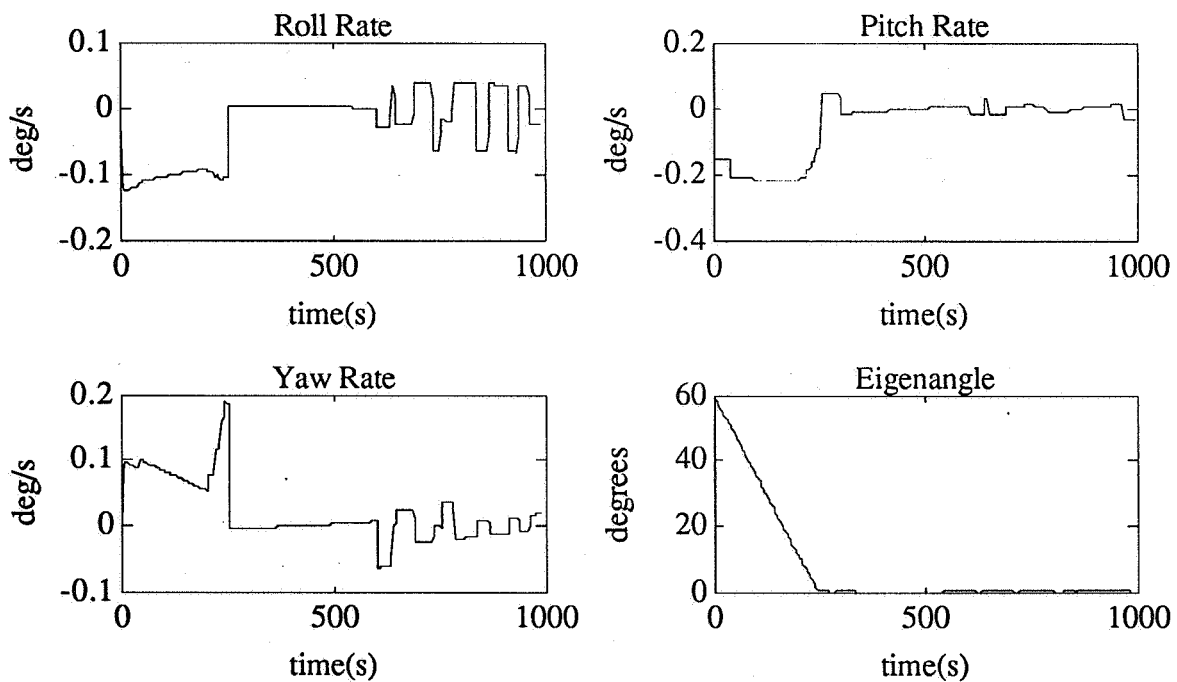 Roll Rate
0.1
0
-0.1
-0.2
deg/s
0 500 1000
time(s)
Pitch Rate
0.2
0
-0.2
-0.4
deg/s
0 500 1000
time(s)
Yaw Rate
0.2
0.1
0
-0.1
deg/s
0 500 1000
time(s)
Eigenangle
60
40
20
0
degrees
0 500 1000
time(s)